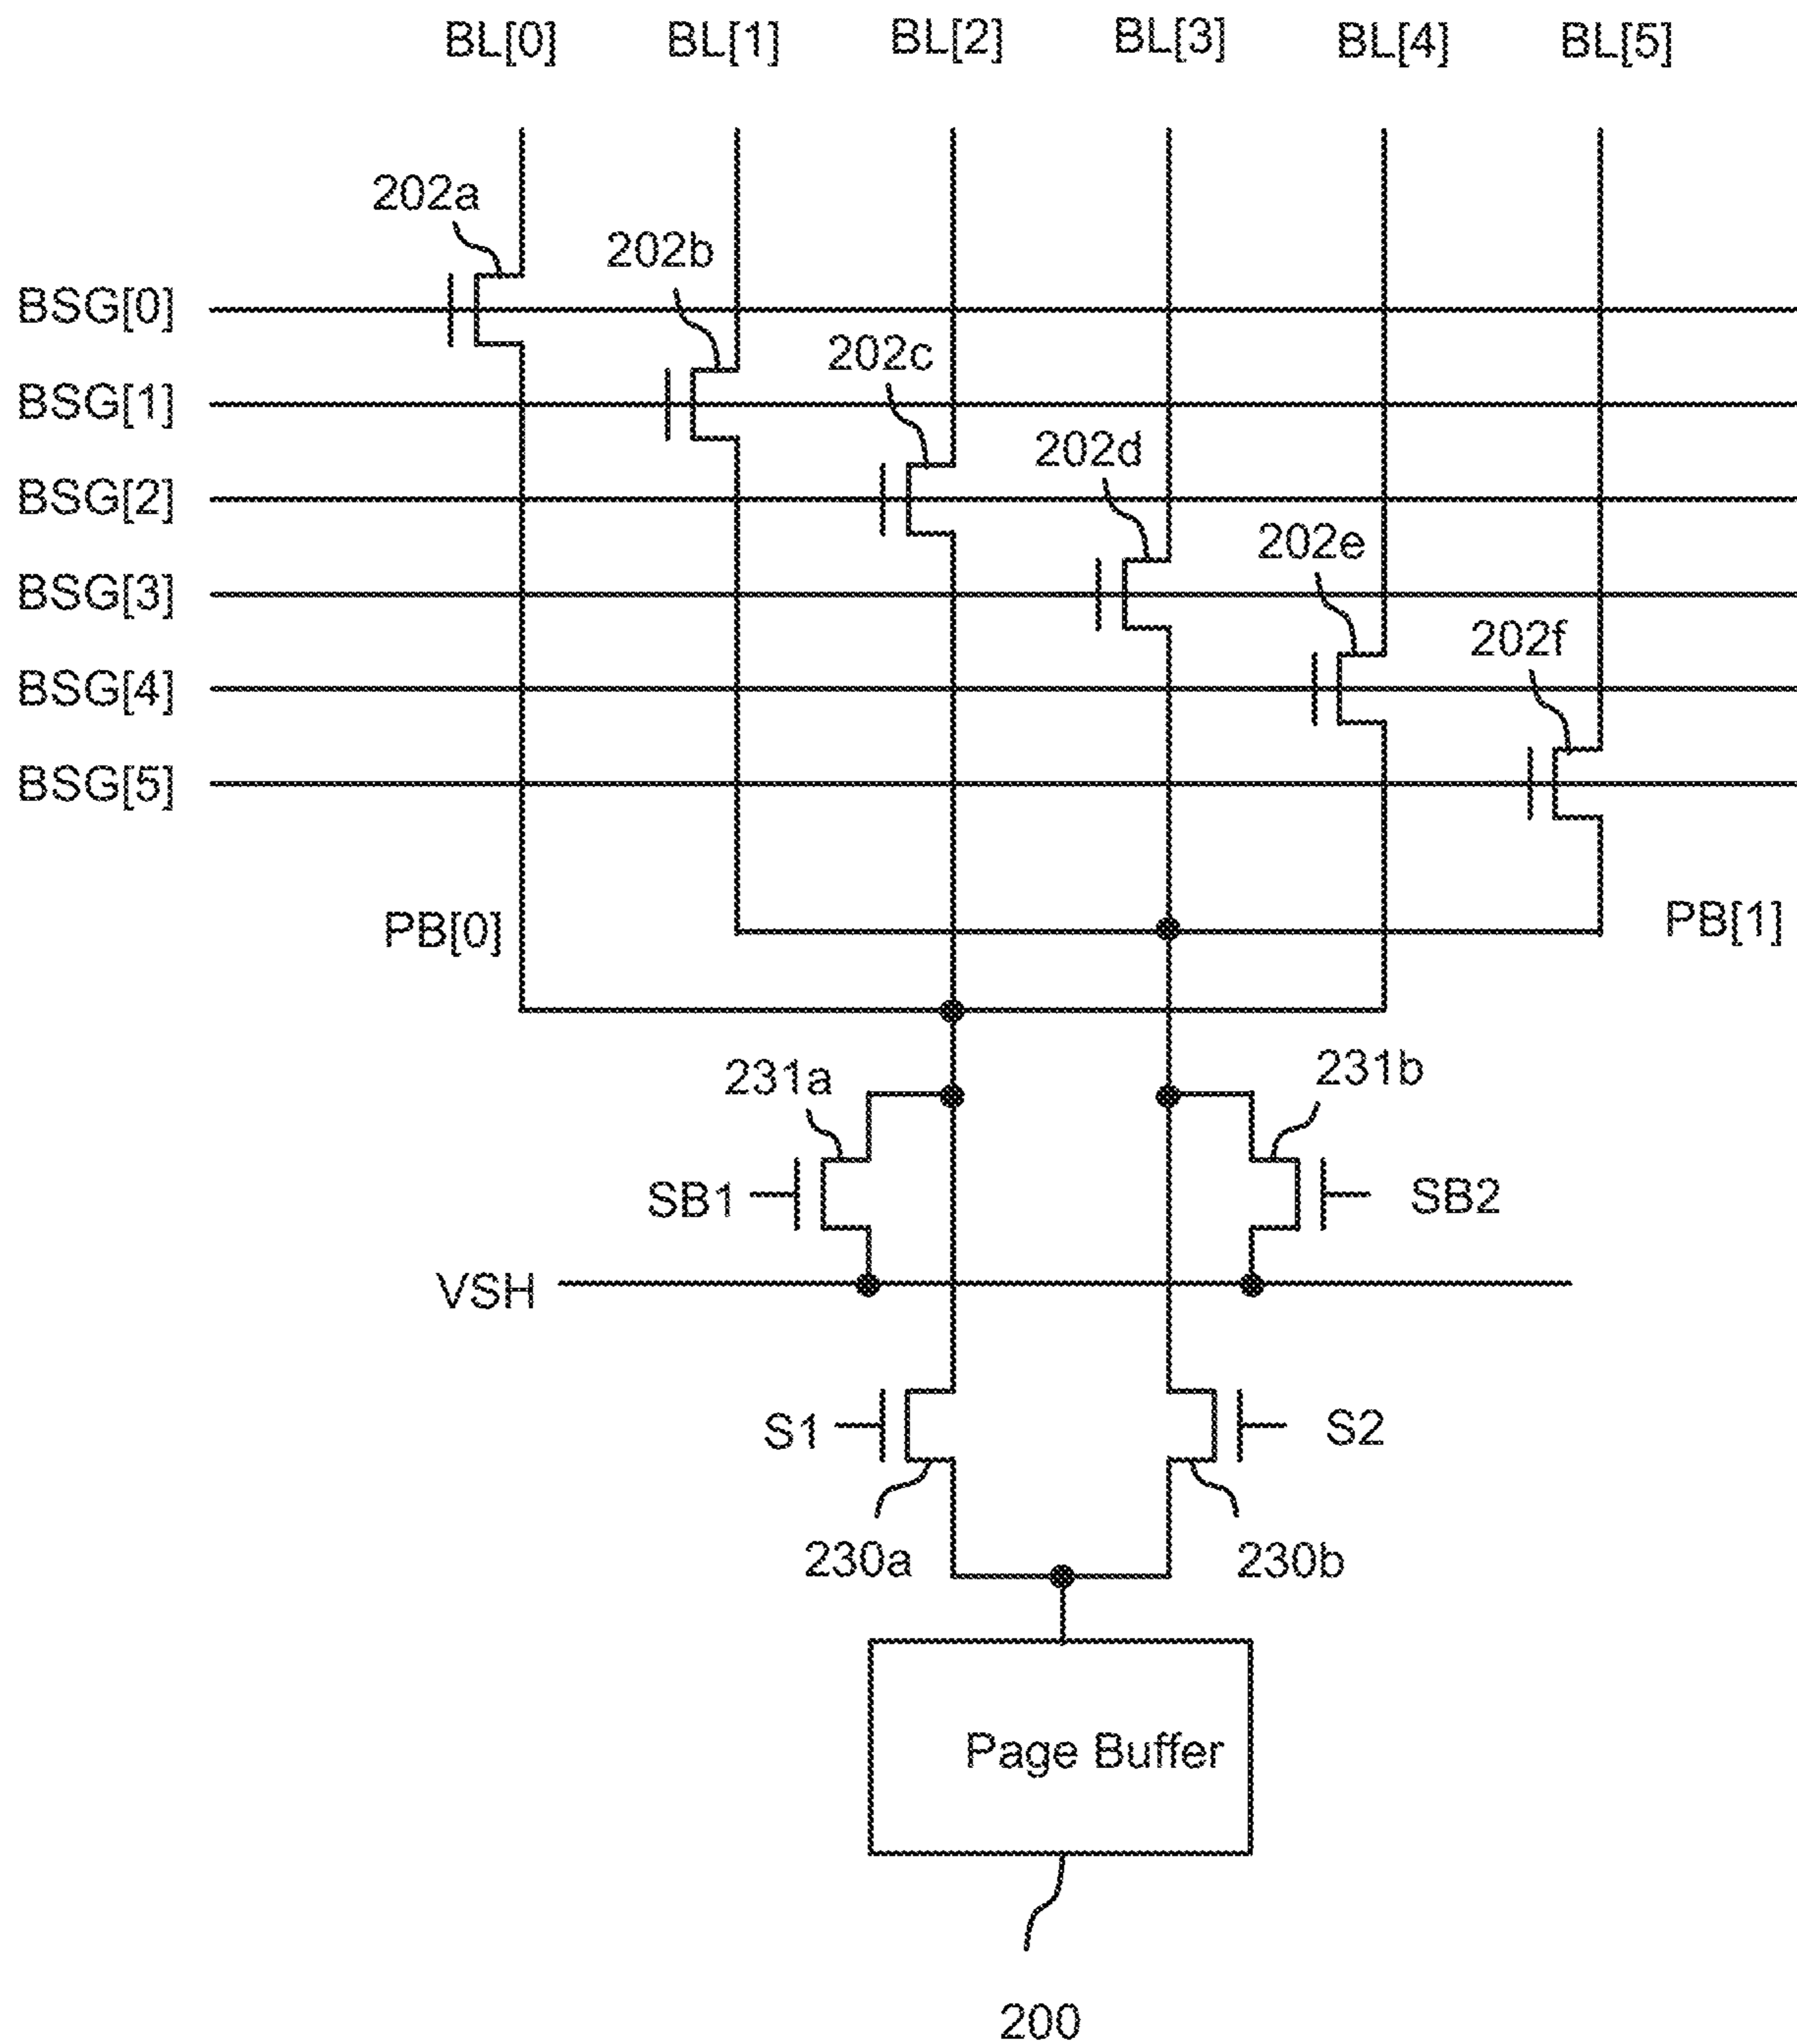 BL[0] BL[1] BL[2] BL[3] BL[4] BL[5]
202a
202b
BSG[0]
202c
BSG[1]
202d
BSG[2]
202e
BSG[3]
202f
BSG[4]
BSG[5]
PB[0] PB[1]
231a 231b
SB1 SB2
VSH
S1 S2
230a 230b
Page Buffer
200